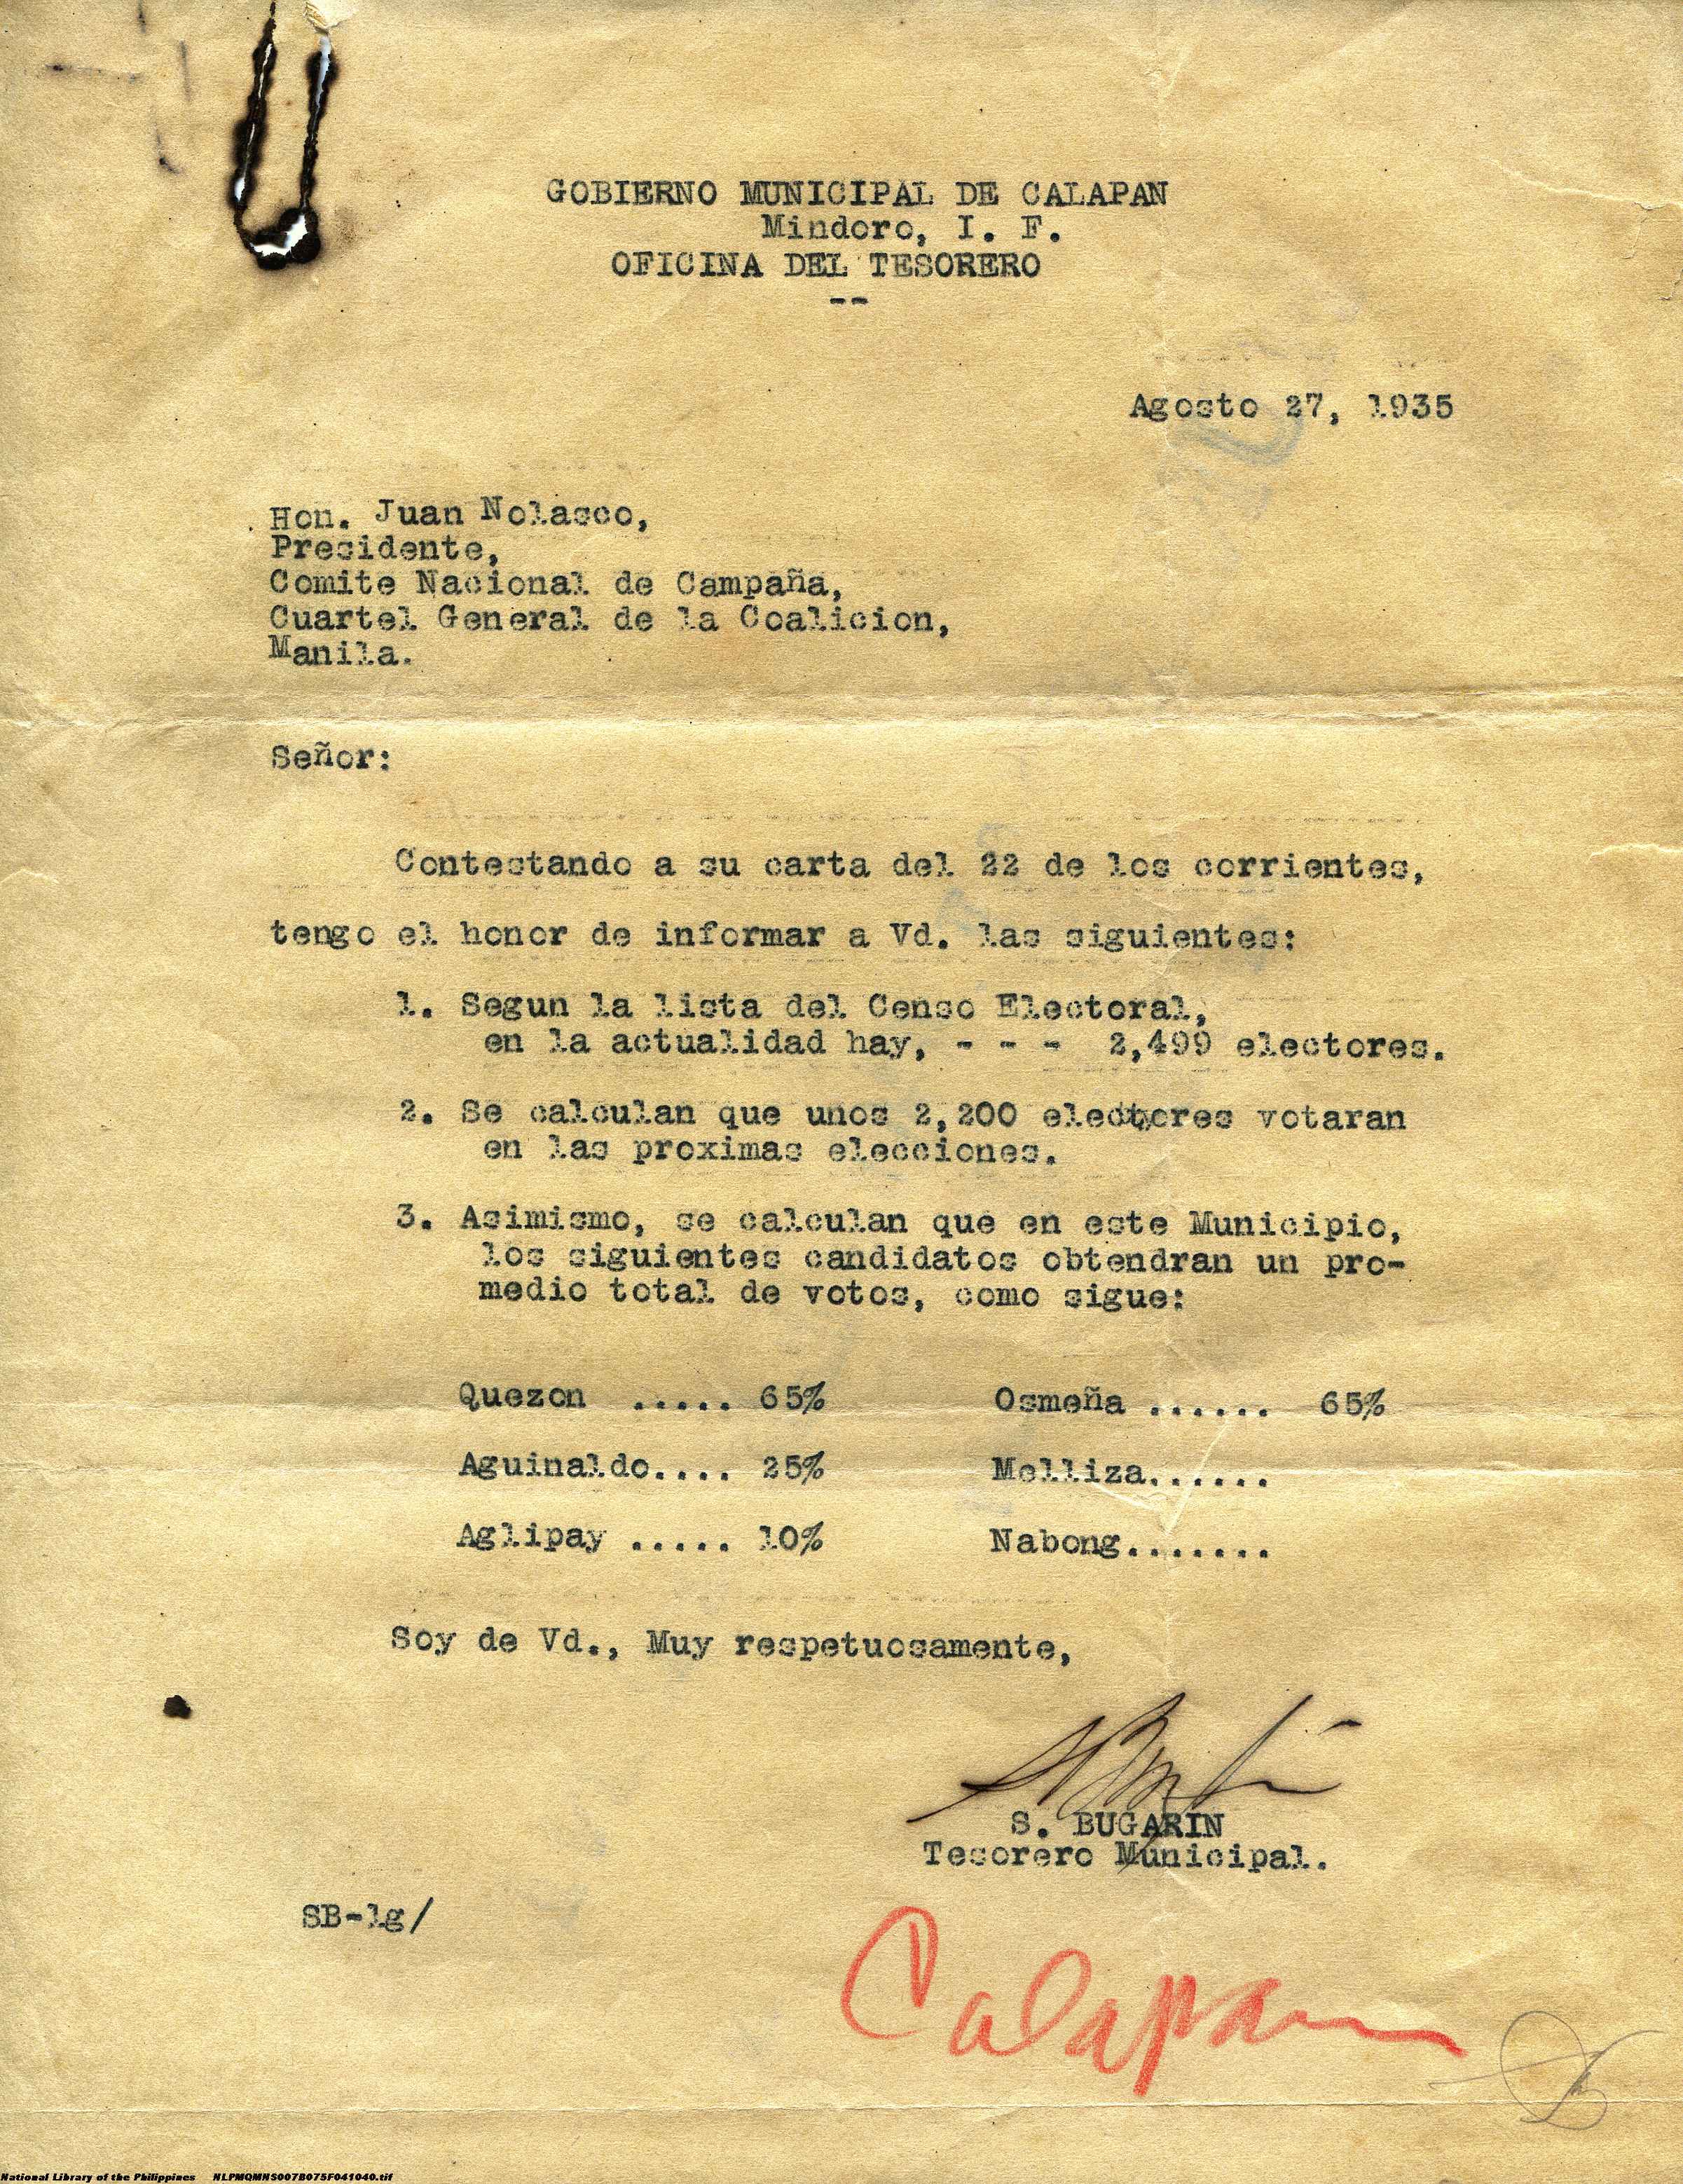 GOBIERNO MUNICIPAL DE CALAPAN
Mindoro, I. F.
OFICINA DEL TESORERO
--
Agosto 27, 1935
Hon. Juan Nolasco,
Presidente,
Comite Nacional de Campaña,
Cuartel General de la Coalicion,
Manila.
Señor:
Contestando a su carta del 22 de los corrientes,
tengo el honor de informar a Vd. las siguientes:
1. Segun la lista del Censo Electoral,
en la actualidad hay, - - - 2,499 electores.
2. Se calculan que unos 2,200 electores votaran
en las proximas elecciones.
3. Asimismo, se calculan que en este Municipio,
los siguientes candidatos obtendran un pro-
medio total de votos, como sigue:
Quezon ..... 65% Osmeña ...... 65%
Aguinaldo.... 25% Melliza......
Aglipay ..... 10% Nabong.......
Soy de Vd., Muy respetuosamente,
S. BUGARIN
Tesorero Municipal.
SB-lg/
Calapan
National Library of the Philippines NLPMQMNS007B075F041040.tif